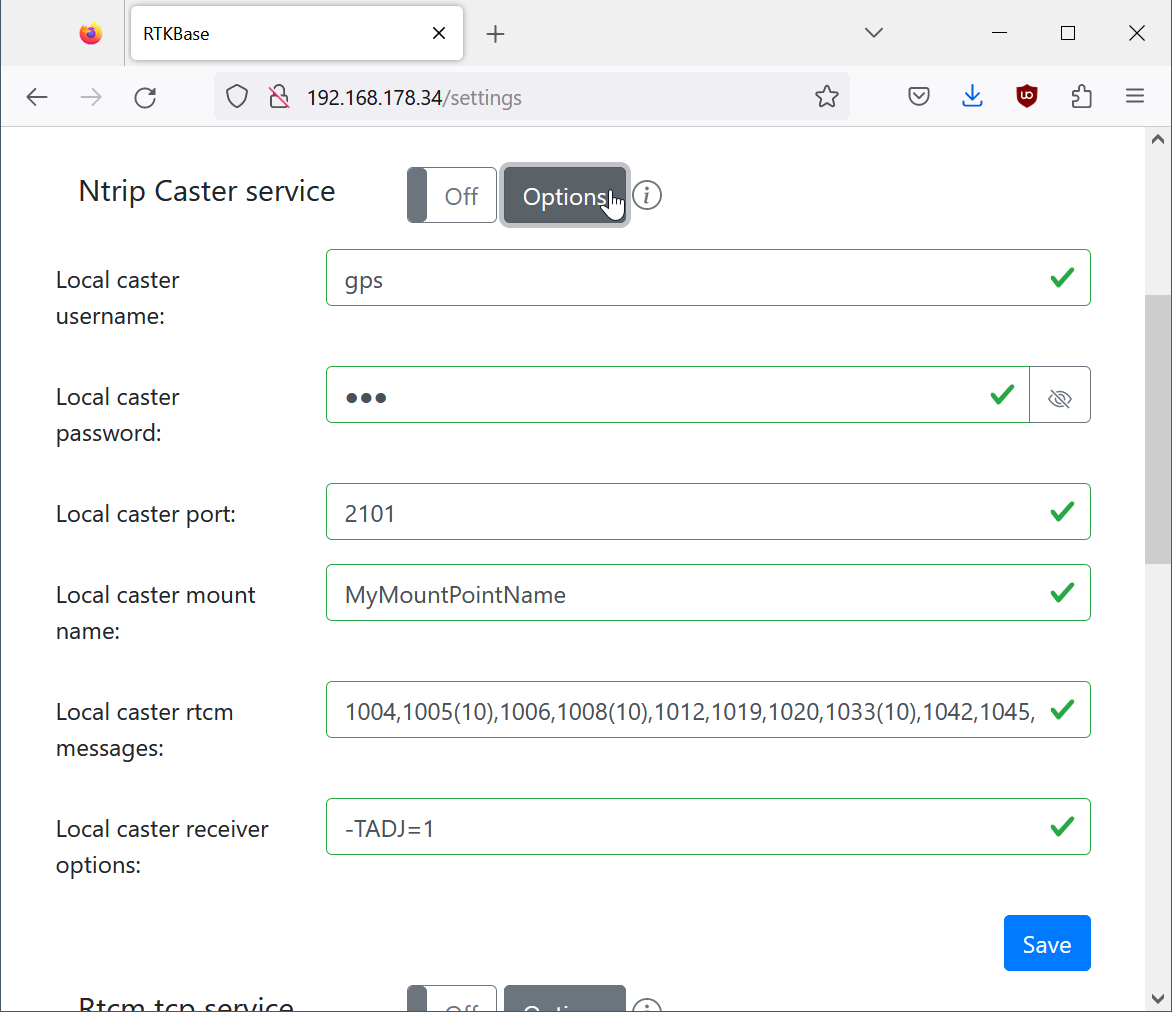 RTKBase
192.168.178.34/settings
Ntrip Caster service
Off
Options
i
Local caster
username:
gps
Local caster
password:
●●●
Local caster port:
2101
Local caster mount
name:
MyMountPointName
Local caster rtcm
messages:
1004,1005(10),1006,1008(10),1012,1019,1020,1033(10),1042,1045,
Local caster receiver
options:
-TADJ=1
Save
Rtcm tcp service
Off
Options